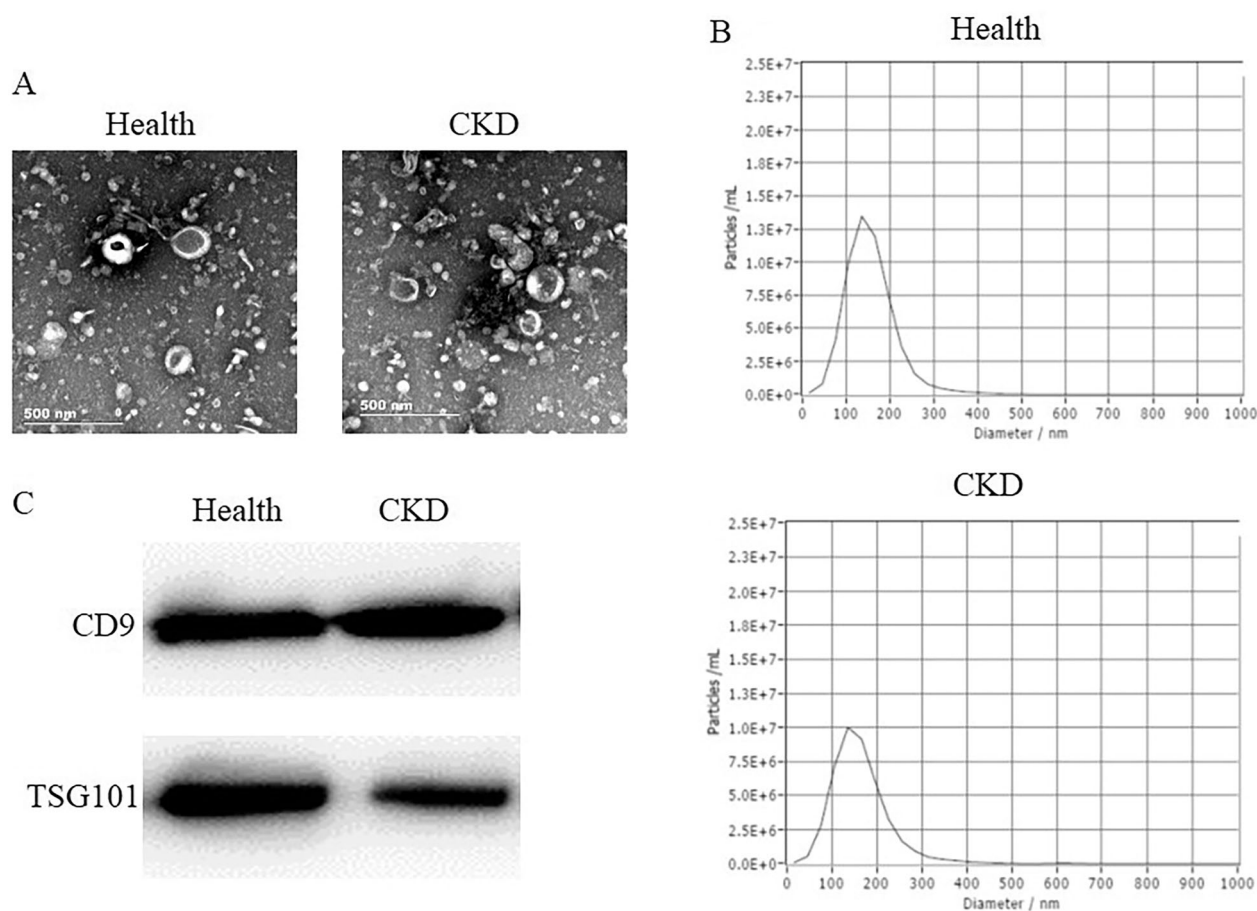 A
Health CKD
500 nm
500 nm
B
Health
2.5E+7
2.3E+7
2.0E+7
1.8E+7
1.5E+7
1.3E+7
1.0E+7
7.5E+6
5.0E+6
2.5E+6
0.0E+0
Particles /mL
0 100 200 300 400 500 600 700 800 900 1000
Diameter / nm
C
Health CKD
CD9
TSG101
CKD
2.5E+7
2.3E+7
2.0E+7
1.8E+7
1.5E+7
1.3E+7
1.0E+7
7.5E+6
5.0E+6
2.5E+6
0.0E+0
Particles /mL
0 100 200 300 400 500 600 700 800 900 1000
Diameter / nm